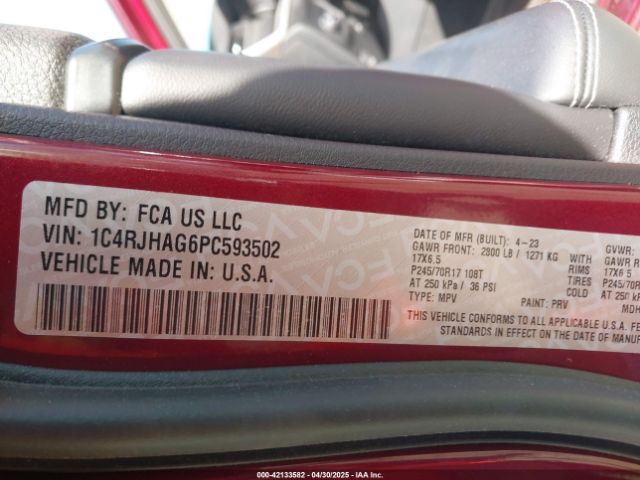 MFD BY: FCA US LLC
VIN: 1C4RJHAG6PC593502
VEHICLE MADE IN: U.S.A.
DATE OF MFR (BUILT): 4-23
GAWR FRONT: 2800 LB / 1271 KG WITH
17X6.5 RIMS
P245/70R17 108T TIRES
AT 250 kPa / 36 PSI COLD
TYPE: MPV PAINT: PRV
THIS VEHICLE CONFORMS TO ALL APPLICABLE U.S.A. FE
STANDARDS IN EFFECT ON THE DATE OF MANUFA
GVWR:
GAWR
17X6.5
P245/70R
AT 250
MDH
000-42133582 - 04/30/2025 - IAA Inc.